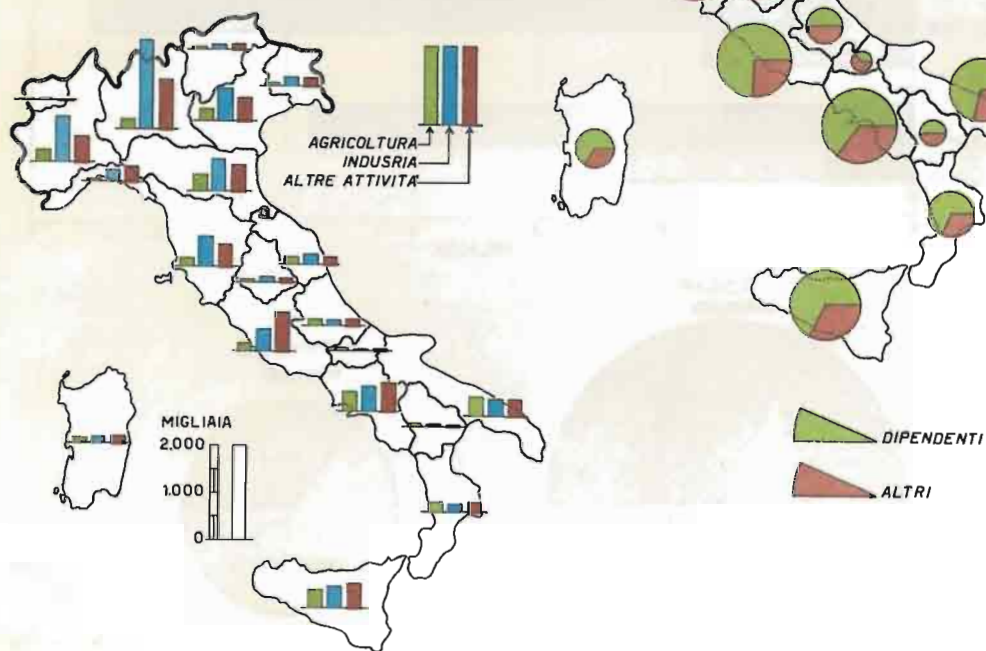 AGRICOLTURA
INDUSRIA
ALTRE ATTIVITA'
MIGLIAIA
2,000
1.000
0
DIPENDENTI
ALTRI